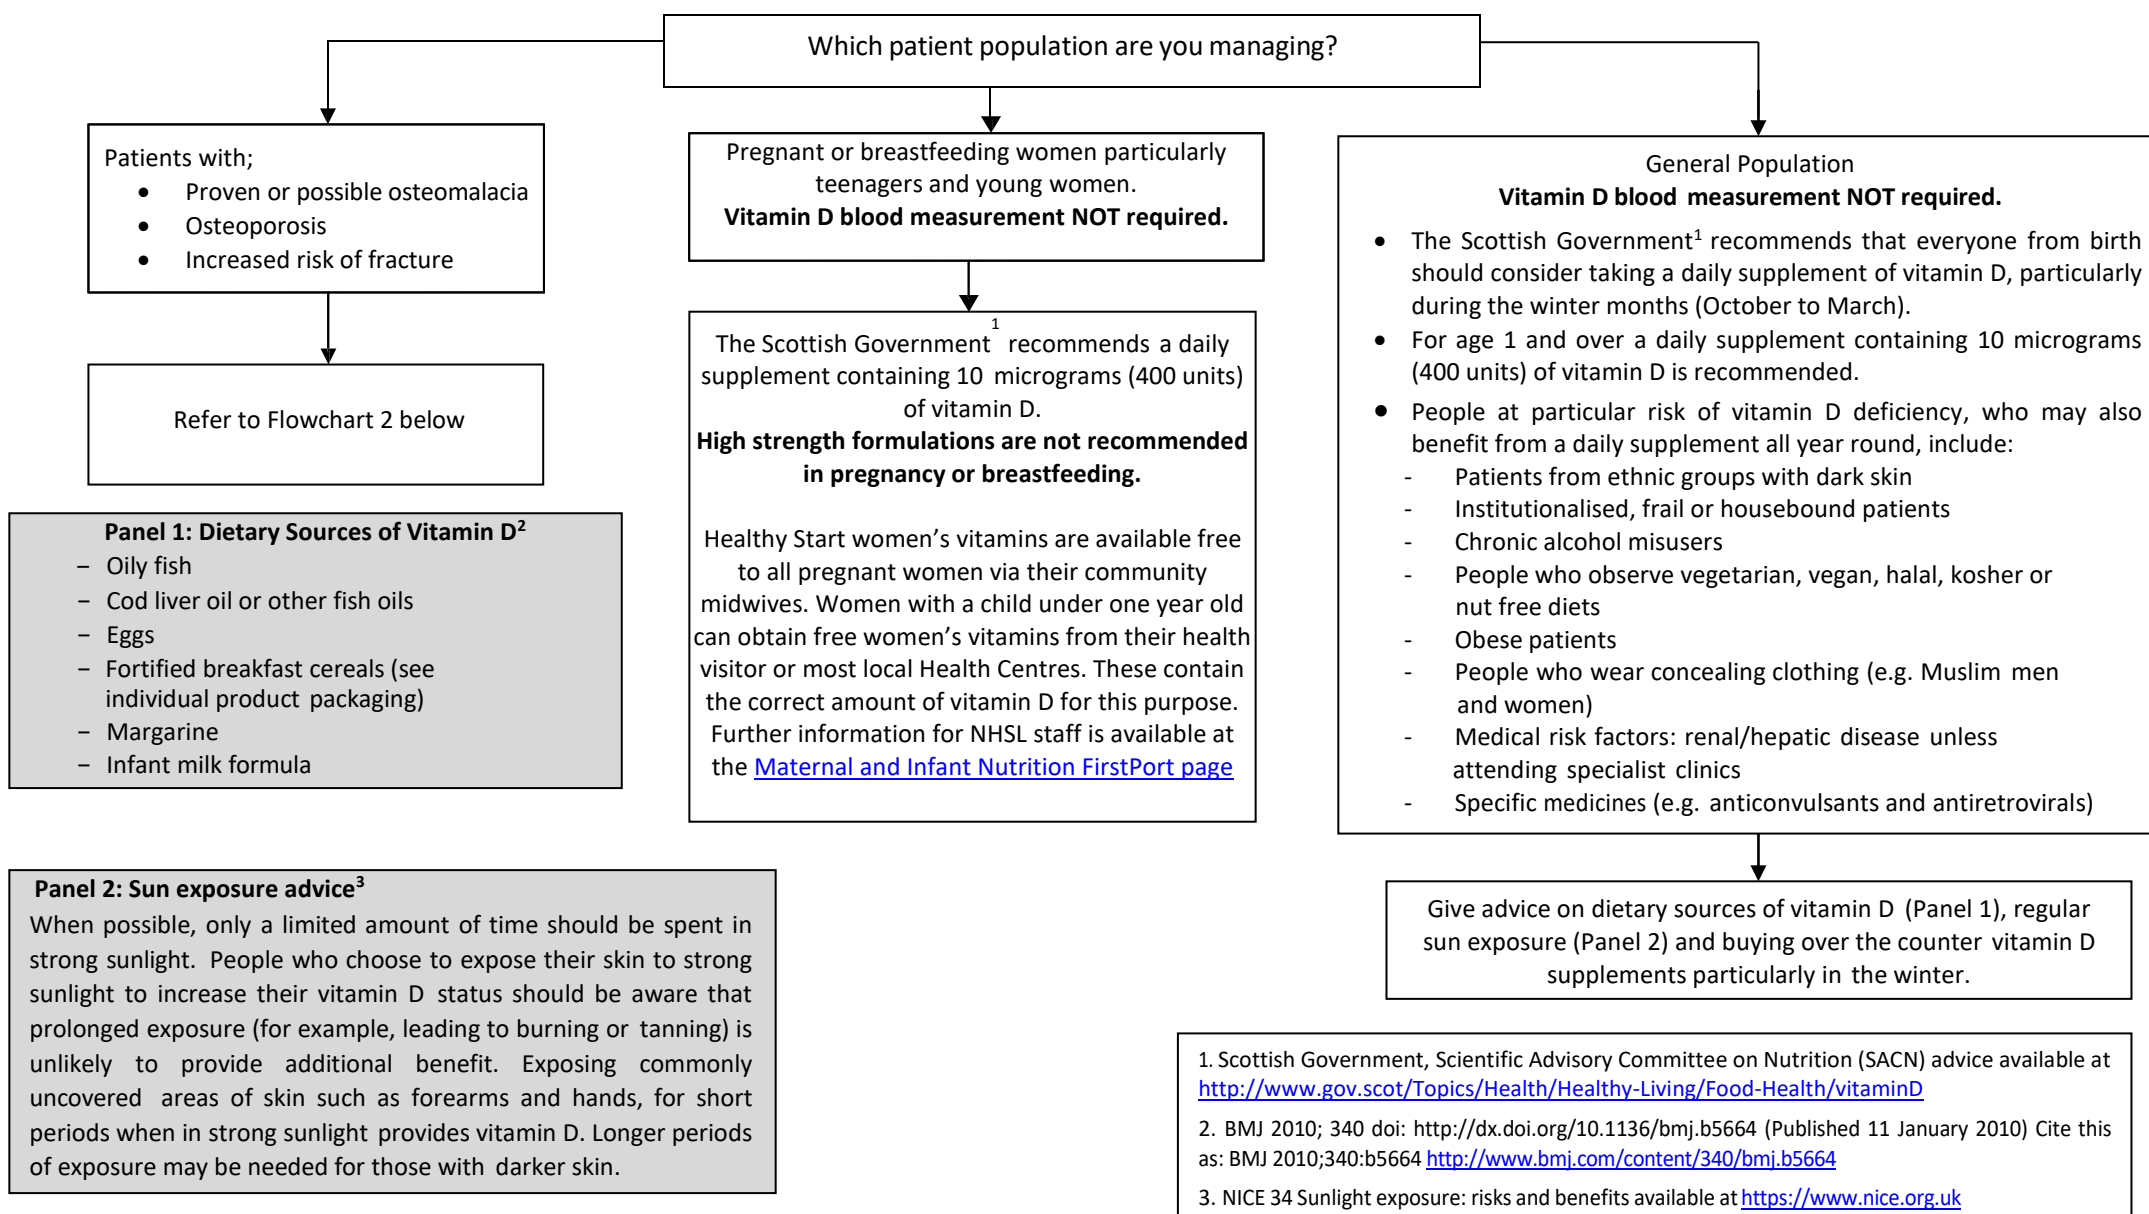 Which patient population are you managing?
Patients with;
• Proven or possible osteomalacia
• Osteoporosis
• Increased risk of fracture
Refer to Flowchart 2 below
Pregnant or breastfeeding women particularly
teenagers and young women.
Vitamin D blood measurement NOT required.
The Scottish Government1 recommends a daily
supplement containing 10 micrograms (400 units)
of vitamin D.
High strength formulations are not recommended
in pregnancy or breastfeeding.
Healthy Start women’s vitamins are available free
to all pregnant women via their community
midwives. Women with a child under one year old
can obtain free women’s vitamins from their health
visitor or most local Health Centres. These contain
the correct amount of vitamin D for this purpose.
Further information for NHSL staff is available at
the Maternal and Infant Nutrition FirstPort page
General Population
Vitamin D blood measurement NOT required.
• The Scottish Government1 recommends that everyone from birth
should consider taking a daily supplement of vitamin D, particularly
during the winter months (October to March).
• For age 1 and over a daily supplement containing 10 micrograms
(400 units) of vitamin D is recommended.
• People at particular risk of vitamin D deficiency, who may also
benefit from a daily supplement all year round, include:
- Patients from ethnic groups with dark skin
- Institutionalised, frail or housebound patients
- Chronic alcohol misusers
- People who observe vegetarian, vegan, halal, kosher or
nut free diets
- Obese patients
- People who wear concealing clothing (e.g. Muslim men
and women)
- Medical risk factors: renal/hepatic disease unless
attending specialist clinics
- Specific medicines (e.g. anticonvulsants and antiretrovirals)
Give advice on dietary sources of vitamin D (Panel 1), regular
sun exposure (Panel 2) and buying over the counter vitamin D
supplements particularly in the winter.
Panel 1: Dietary Sources of Vitamin D2
− Oily fish
− Cod liver oil or other fish oils
− Eggs
− Fortified breakfast cereals (see
individual product packaging)
− Margarine
− Infant milk formula
Panel 2: Sun exposure advice3
When possible, only a limited amount of time should be spent in
strong sunlight. People who choose to expose their skin to strong
sunlight to increase their vitamin D status should be aware that
prolonged exposure (for example, leading to burning or tanning) is
unlikely to provide additional benefit. Exposing commonly
uncovered areas of skin such as forearms and hands, for short
periods when in strong sunlight provides vitamin D. Longer periods
of exposure may be needed for those with darker skin.
1. Scottish Government, Scientific Advisory Committee on Nutrition (SACN) advice available at
http://www.gov.scot/Topics/Health/Healthy-Living/Food-Health/vitaminD
2. BMJ 2010; 340 doi: http://dx.doi.org/10.1136/bmj.b5664 (Published 11 January 2010) Cite this
as: BMJ 2010;340:b5664 http://www.bmj.com/content/340/bmj.b5664
3. NICE 34 Sunlight exposure: risks and benefits available at https://www.nice.org.uk